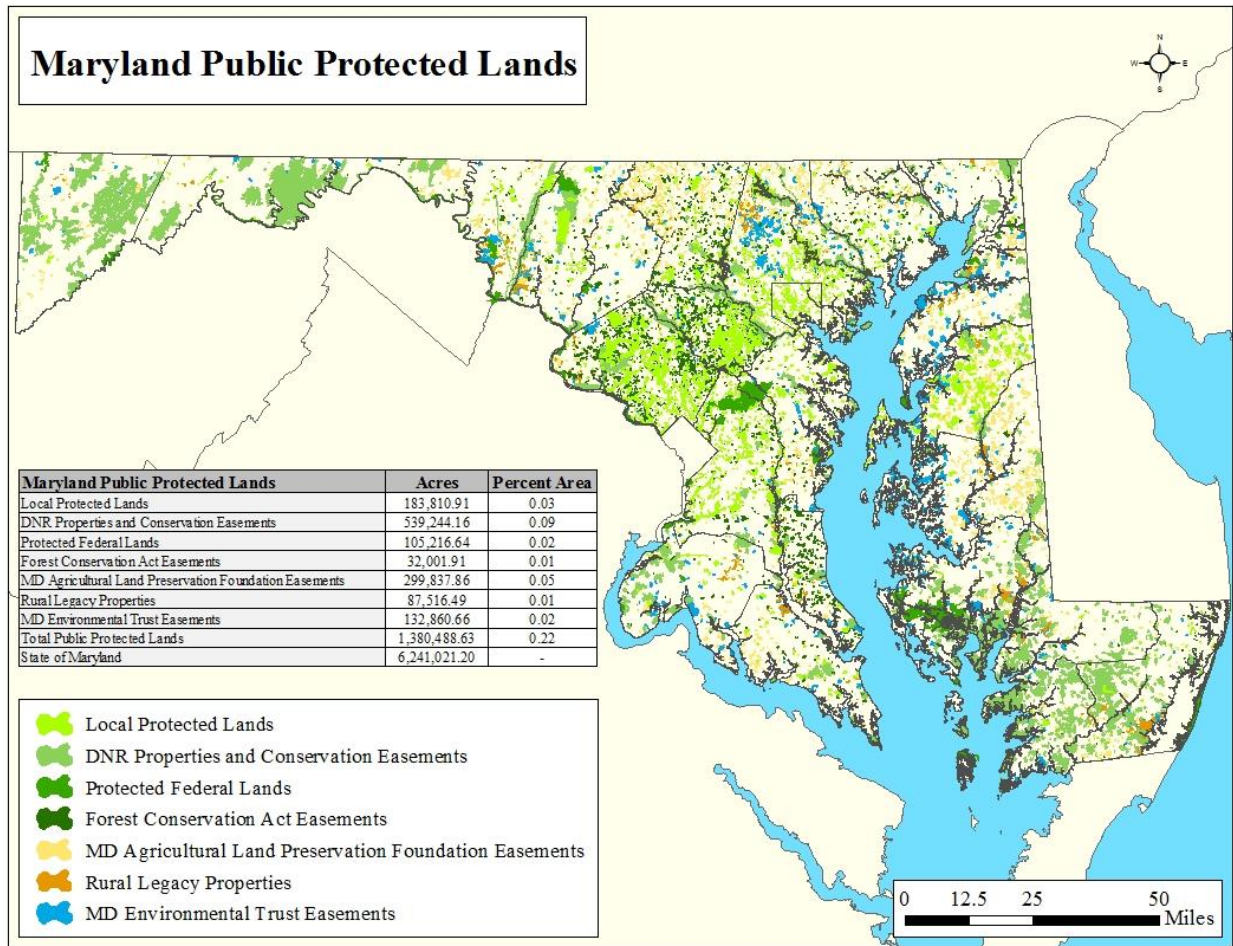 Maryland Public Protected Lands
N
W E
S
Maryland Public Protected Lands Acres Percent Area
Local Protected Lands 183,810.91 0.03
DNR Properties and Conservation Easements 539,244.16 0.09
Protected Federal Lands 105,216.64 0.02
Forest Conservation Act Easements 32,001.91 0.01
MD Agricultural Land Preservation Foundation Easements 299,837.86 0.05
Rural Legacy Properties 87,516.49 0.01
MD Environmental Trust Easements 132,860.66 0.02
Total Public Protected Lands 1,380,488.63 0.22
State of Maryland 6,241,021.20 -
Local Protected Lands
DNR Properties and Conservation Easements
Protected Federal Lands
Forest Conservation Act Easements
MD Agricultural Land Preservation Foundation Easements
Rural Legacy Properties
MD Environmental Trust Easements
0 12.5 25 50
Miles